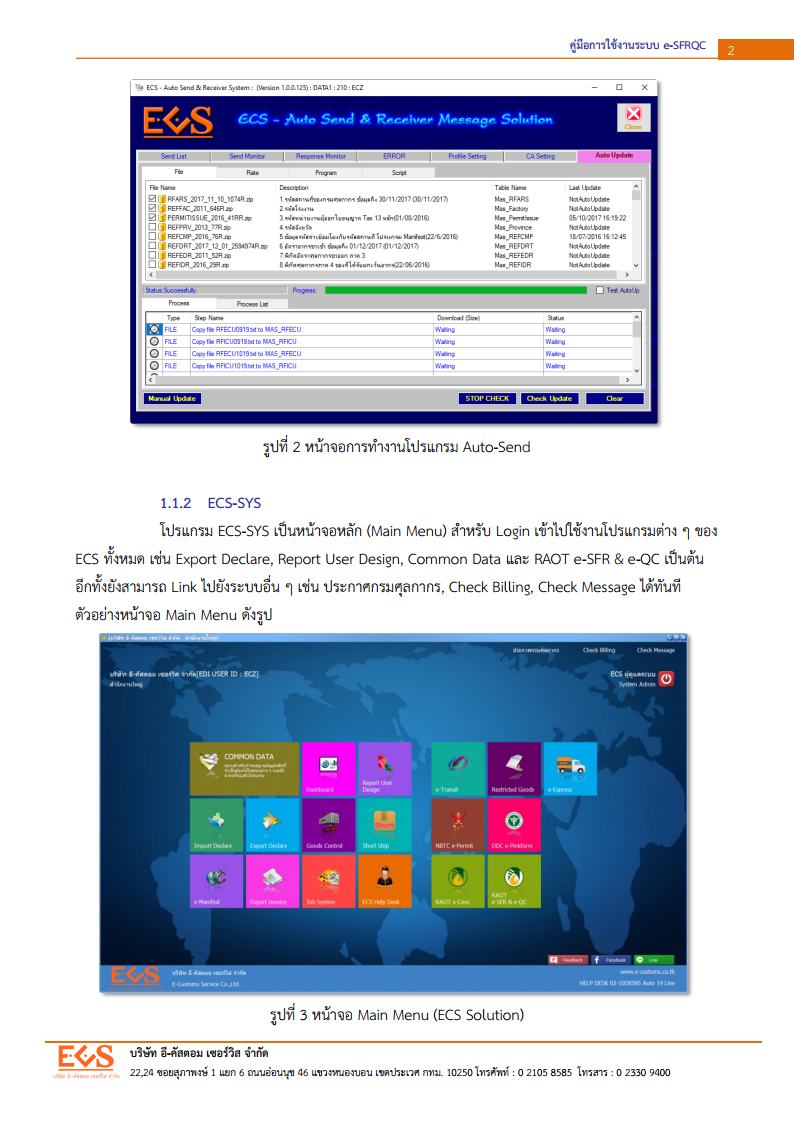 คู่มือการใช้งานระบบ e-SFRQC 2
ECS - Auto Send & Receiver System : (Version 1.0.0.125) : DATA1 : 210 : ECZ
ECS
ECS - Auto Send & Receiver Message Solution
Close
Send List Send Monitor Response Monitor ERROR Profile Setting CA Setting Auto Update
File Rate Program Script
File Name Description Table Name Last Update
RFARS_2017_11_10_1074R.zip 1.รหัสสถานที่ของกรมศุลกากร ข้อมูลถึง 30/11/2017 (30/11/2017) Mas_RFARS NotAutoUpdate
REFFAC_2011_646R.zip 2.รหัสโรงงาน Mas_Factory NotAutoUpdate
PERMITISSUE_2016_41RR.zip 3.รหัสหน่วยงานผู้ออกใบอนุญาต Tax 13 หลัก(01/08/2016) Mas_PermitIssue 05/10/2017 16:19:22
REFPRV_2013_77R.zip 4.รหัสจังหวัด Mas_Province NotAutoUpdate
REFCMP_2016_76R.zip Mas_REFCMP 18/07/2016 16:12:45
REFDRT_2017_12_01_2594974R.zip 6.อัตราอากรขาเข้า ข้อมูลถึง 01/12/2017 (01/12/2017) Mas_REFDRT NotAutoUpdate
REFEDR_2011_52R.zip 7.พิกัดอัตราศุลกากรขาออก ภาค 3 Mas_REFEDR NotAutoUpdate
REFIDR_2016_29R.zip 8.พิกัดศุลกากรภาค 4 ของที่ได้รับยกเว้นอากร(22/06/2016) Mas_REFIDR NotAutoUpdate
Status:Successfully. Progress: Test AutoUp
Process Process List
Type Step Name Download (Size) Status
FILE Copy file RFECU0919.txt to MAS_RFECU Waiting Waiting
FILE Copy file RFICU0919.txt to MAS_RFICU Waiting Waiting
FILE Copy file RFECU1019.txt to MAS_RFECU Waiting Waiting
FILE Copy file RFICU1019.txt to MAS_RFICU Waiting Waiting
Manual Update STOP CHECK Check Update Clear
รูปที่ 2 หน้าจอการทำงานโปรแกรม Auto-Send
1.1.2 ECS-SYS
โปรแกรม ECS-SYS เป็นหน้าจอหลัก (Main Menu) สำหรับ Login เข้าไปใช้งานโปรแกรมต่าง ๆ ของ
ECS ทั้งหมด เช่น Export Declare, Report User Design, Common Data และ RAOT e-SFR & e-QC เป็นต้น
อีกทั้งยังสามารถ Link ไปยังระบบอื่น ๆ เช่น ประกาศกรมศุลกากร, Check Billing, Check Message ได้ทันที
ตัวอย่างหน้าจอ Main Menu ดังรูป
ประกาศกรมศุลกากร Check Billing Check Message
บริษัท อี-คัสตอม เซอร์วิส จำกัด[EDI USER ID : ECZ] ECS ผู้ดูแลระบบ
สำนักงานใหญ่ System Admin
COMMON DATA
Dashboard Report User Design e-Transit Restricted Goods e-Express
Short
Import Declare Export Declare Goods Control Short Ship NBTC e-Permit DDC e-Pinkform
e-Manifest Export Invoice Job System ECS Help Desk RAOT e-Cess RAOT e-SFR & e-QC
Feedback Facebook Line
ECS บริษัท อี-คัสตอม เซอร์วิส จำกัด www.e-customs.co.th
E-Customs Service Co.,Ltd HELP DESK 02-1058585 Auto 19 Line
รูปที่ 3 หน้าจอ Main Menu (ECS Solution)
ECS บริษัท อี-คัสตอม เซอร์วิส จำกัด
บริษัท อี-คัสตอม เซอร์วิส จำกัด 22,24 ซอยสุภาพงษ์ 1 แยก 6 ถนนอ่อนนุช 46 แขวงหนองบอน เขตประเวศ กทม. 10250 โทรศัพท์ : 0 2105 8585 โทรสาร : 0 2330 9400